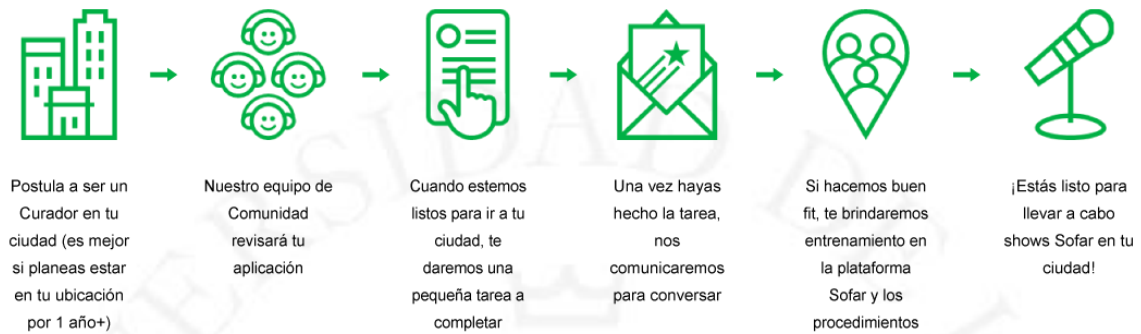 Postula a ser un
Curador en tu
ciudad (es mejor
si planeas estar
en tu ubicación
por 1 año+)
Nuestro equipo de
Comunidad
revisará tu
aplicación
Cuando estemos
listos para ir a tu
ciudad, te
daremos una
pequeña tarea a
completar
Una vez hayas
hecho la tarea,
nos
comunicaremos
para conversar
Si hacemos buen
fit, te brindaremos
entrenamiento en
la plataforma
Sofar y los
procedimientos
¡Estás listo para
llevar a cabo
shows Sofar en tu
ciudad!
ERSIDAD DE